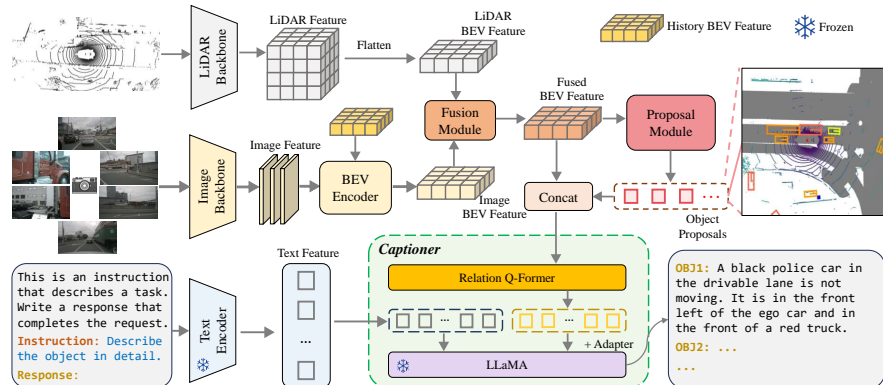 LiDAR Backbone
LiDAR Feature
Flatten
LiDAR
BEV Feature
History BEV Feature
Frozen
Fusion
Module
Fused
BEV Feature
Proposal
Module
Image Backbone
Image Feature
BEV
Encoder
Image
BEV Feature
Concat
Object
Proposals
This is an instruction
that describes a task.
Write a response that
completes the request.
Instruction: Describe
the object in detail.
Response:
Text
Encoder
Text Feature
...
Captioner
Relation Q-Former
...
...
+ Adapter
LLaMA
OBJ1: A black police car in
the drivable lane is not
moving. It is in the front
left of the ego car and in
the front of a red truck.
OBJ2: ...
...